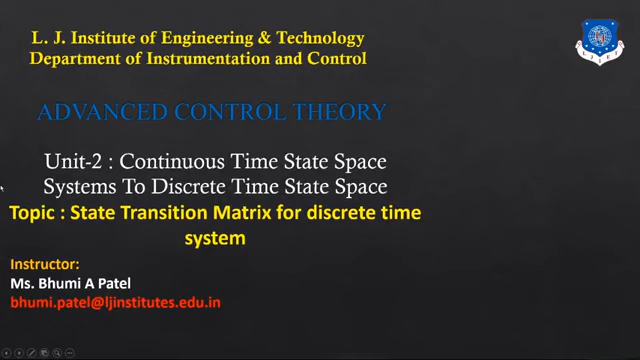 L. J. Institute of Engineering & Technology
Department of Instrumentation and Control
LJIET
ADVANCED CONTROL THEORY
Unit-2 : Continuous Time State Space
Systems To Discrete Time State Space
Topic : State Transition Matrix for discrete time
system
Instructor:
Ms. Bhumi A Patel
bhumi.patel@ljinstitutes.edu.in